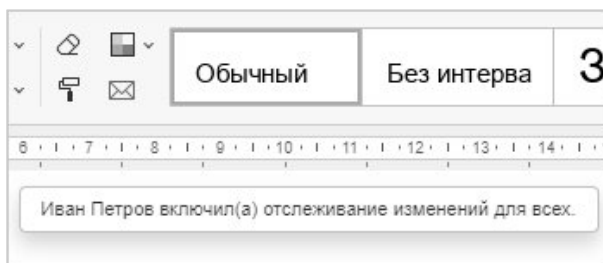 Обычный Без интерва З
6 7 8 9 10 11 12 13 14
Иван Петров включил(а) отслеживание изменений для всех.